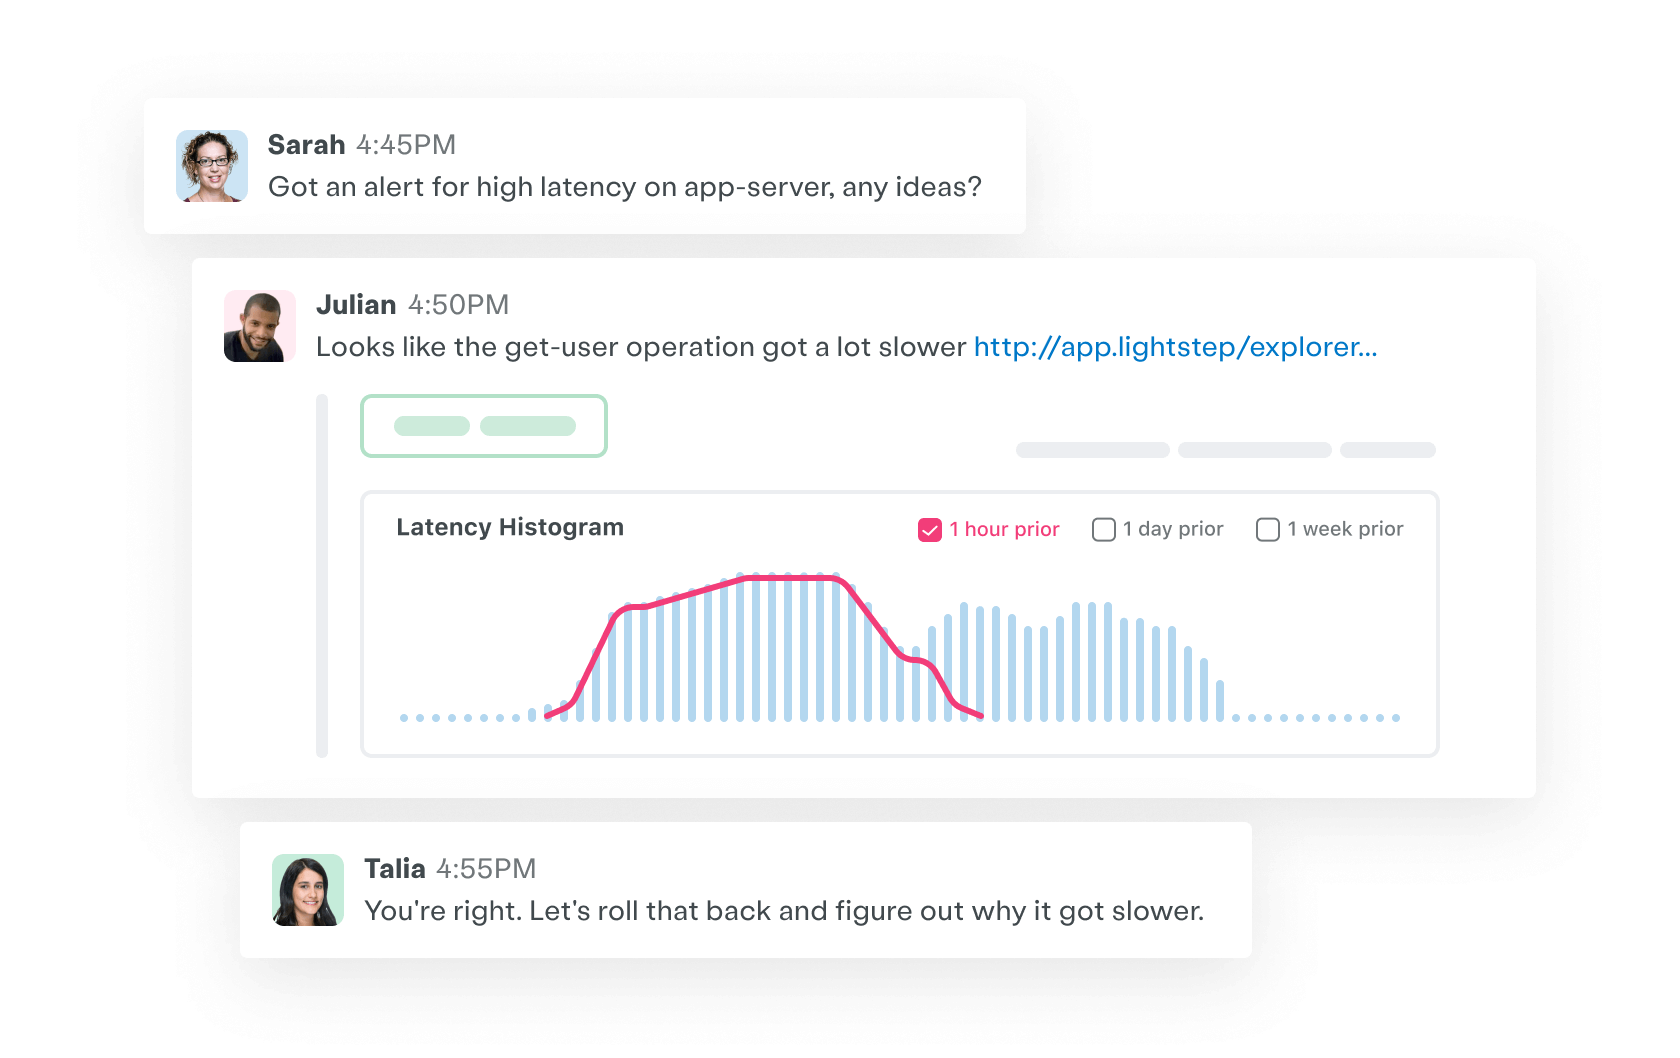 Sarah 4:45PM
Got an alert for high latency on app-server, any ideas?
Julian 4:50PM
Looks like the get-user operation got a lot slower http://app.lightstep/explorer...
Latency Histogram
1 hour prior
1 day prior
1 week prior
Talia 4:55PM
You're right. Let's roll that back and figure out why it got slower.